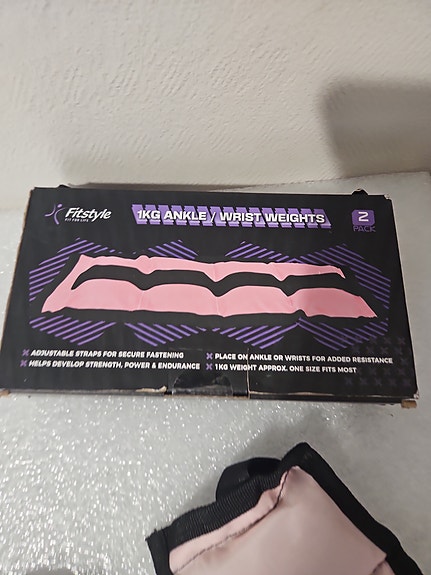 Fitstyle
FIT FOR LIFE
1KG ANKLE / WRIST WEIGHTS
2
PACK
ADJUSTABLE STRAPS FOR SECURE FASTENING
HELPS DEVELOP STRENGTH, POWER & ENDURANCE
PLACE ON ANKLE OR WRISTS FOR ADDED RESISTANCE
1KG WEIGHT APPROX. ONE SIZE FITS MOST